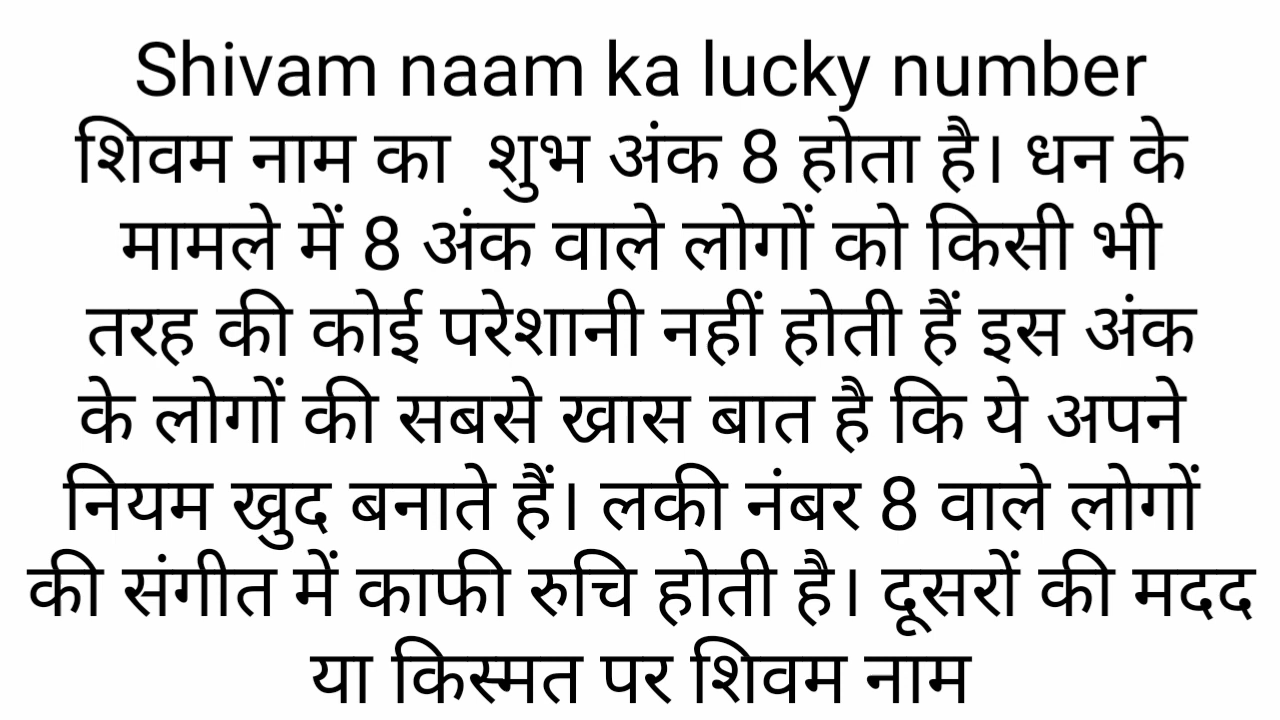 Shivam naam ka lucky number
शिवम नाम का  शुभ अंक 8 होता है। धन के
मामले में 8 अंक वाले लोगों को किसी भी
तरह की कोई परेशानी नहीं होती हैं इस अंक
के लोगों की सबसे खास बात है कि ये अपने
नियम खुद बनाते हैं। लकी नंबर 8 वाले लोगों
की संगीत में काफी रुचि होती है। दूसरों की मदद
या किस्मत पर शिवम नाम